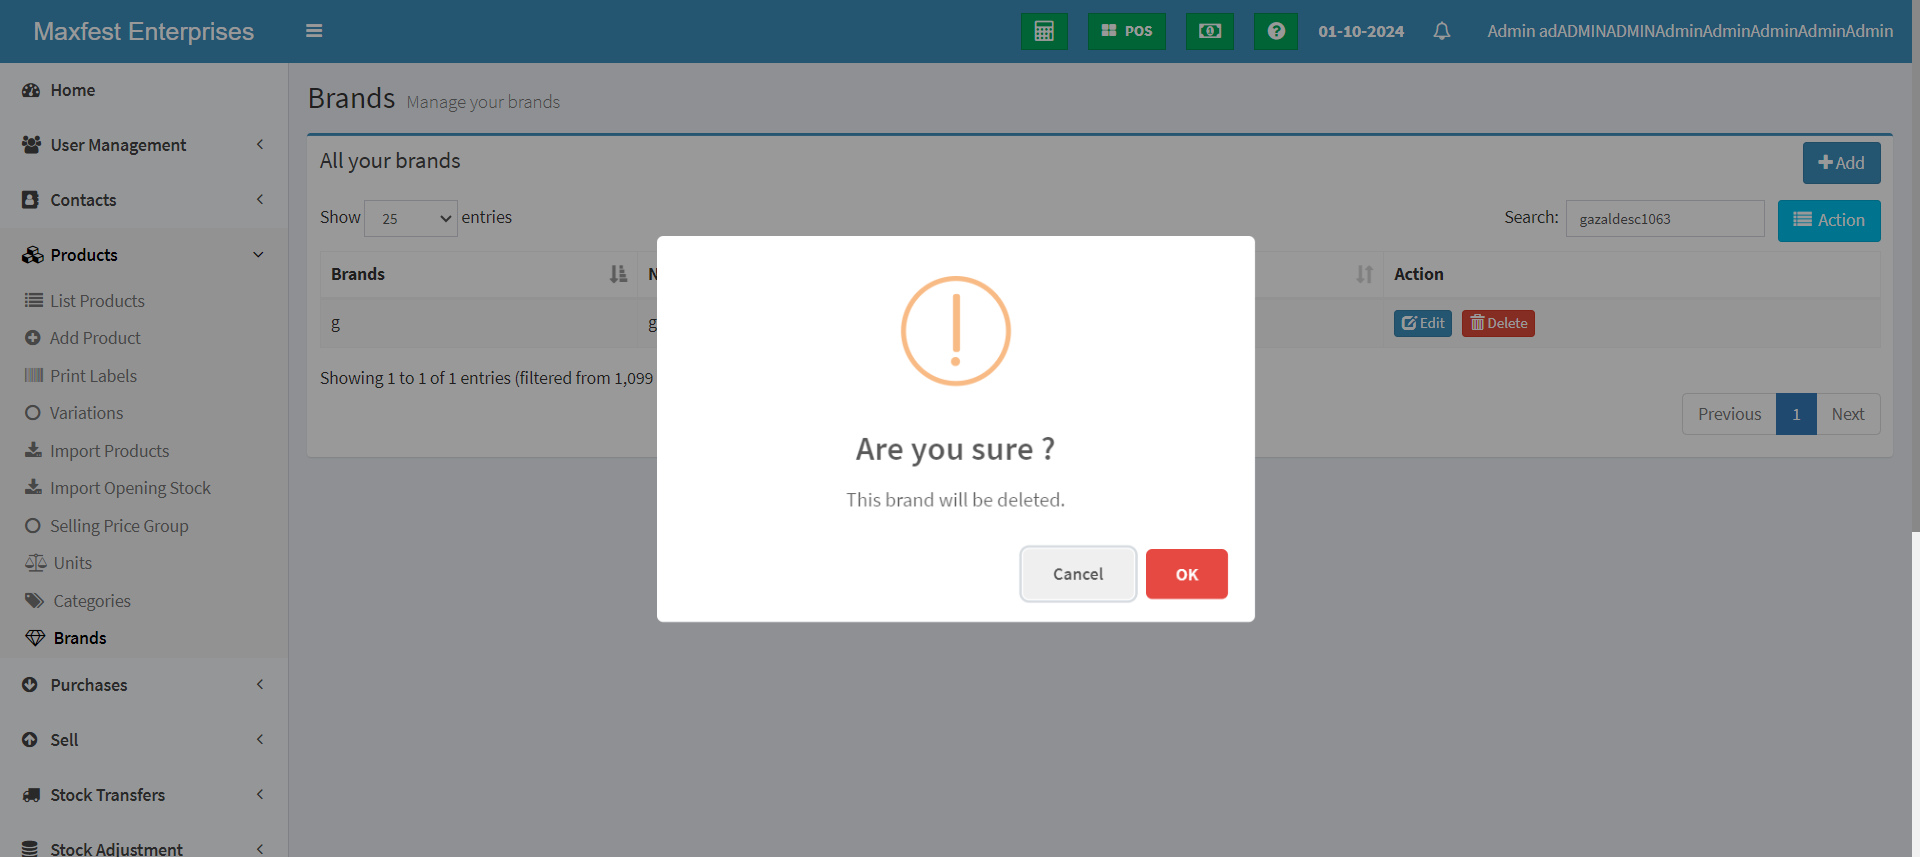 Maxfest Enterprises
POS
01-10-2024
Admin adADMINADMINAdminAdminAdminAdminAdmin
Home
User Management
Contacts
Products
List Products
Add Product
Print Labels
Variations
Import Products
Import Opening Stock
Selling Price Group
Units
Categories
Brands
Purchases
Sell
Stock Transfers
Stock Adjustment
Brands Manage your brands
All your brands
Add
Show 25 entries
Search: gazaldesc1063
Action
Brands N Action
g g Edit Delete
Showing 1 to 1 of 1 entries (filtered from 1,099
Previous 1 Next
Are you sure ?
This brand will be deleted.
Cancel OK